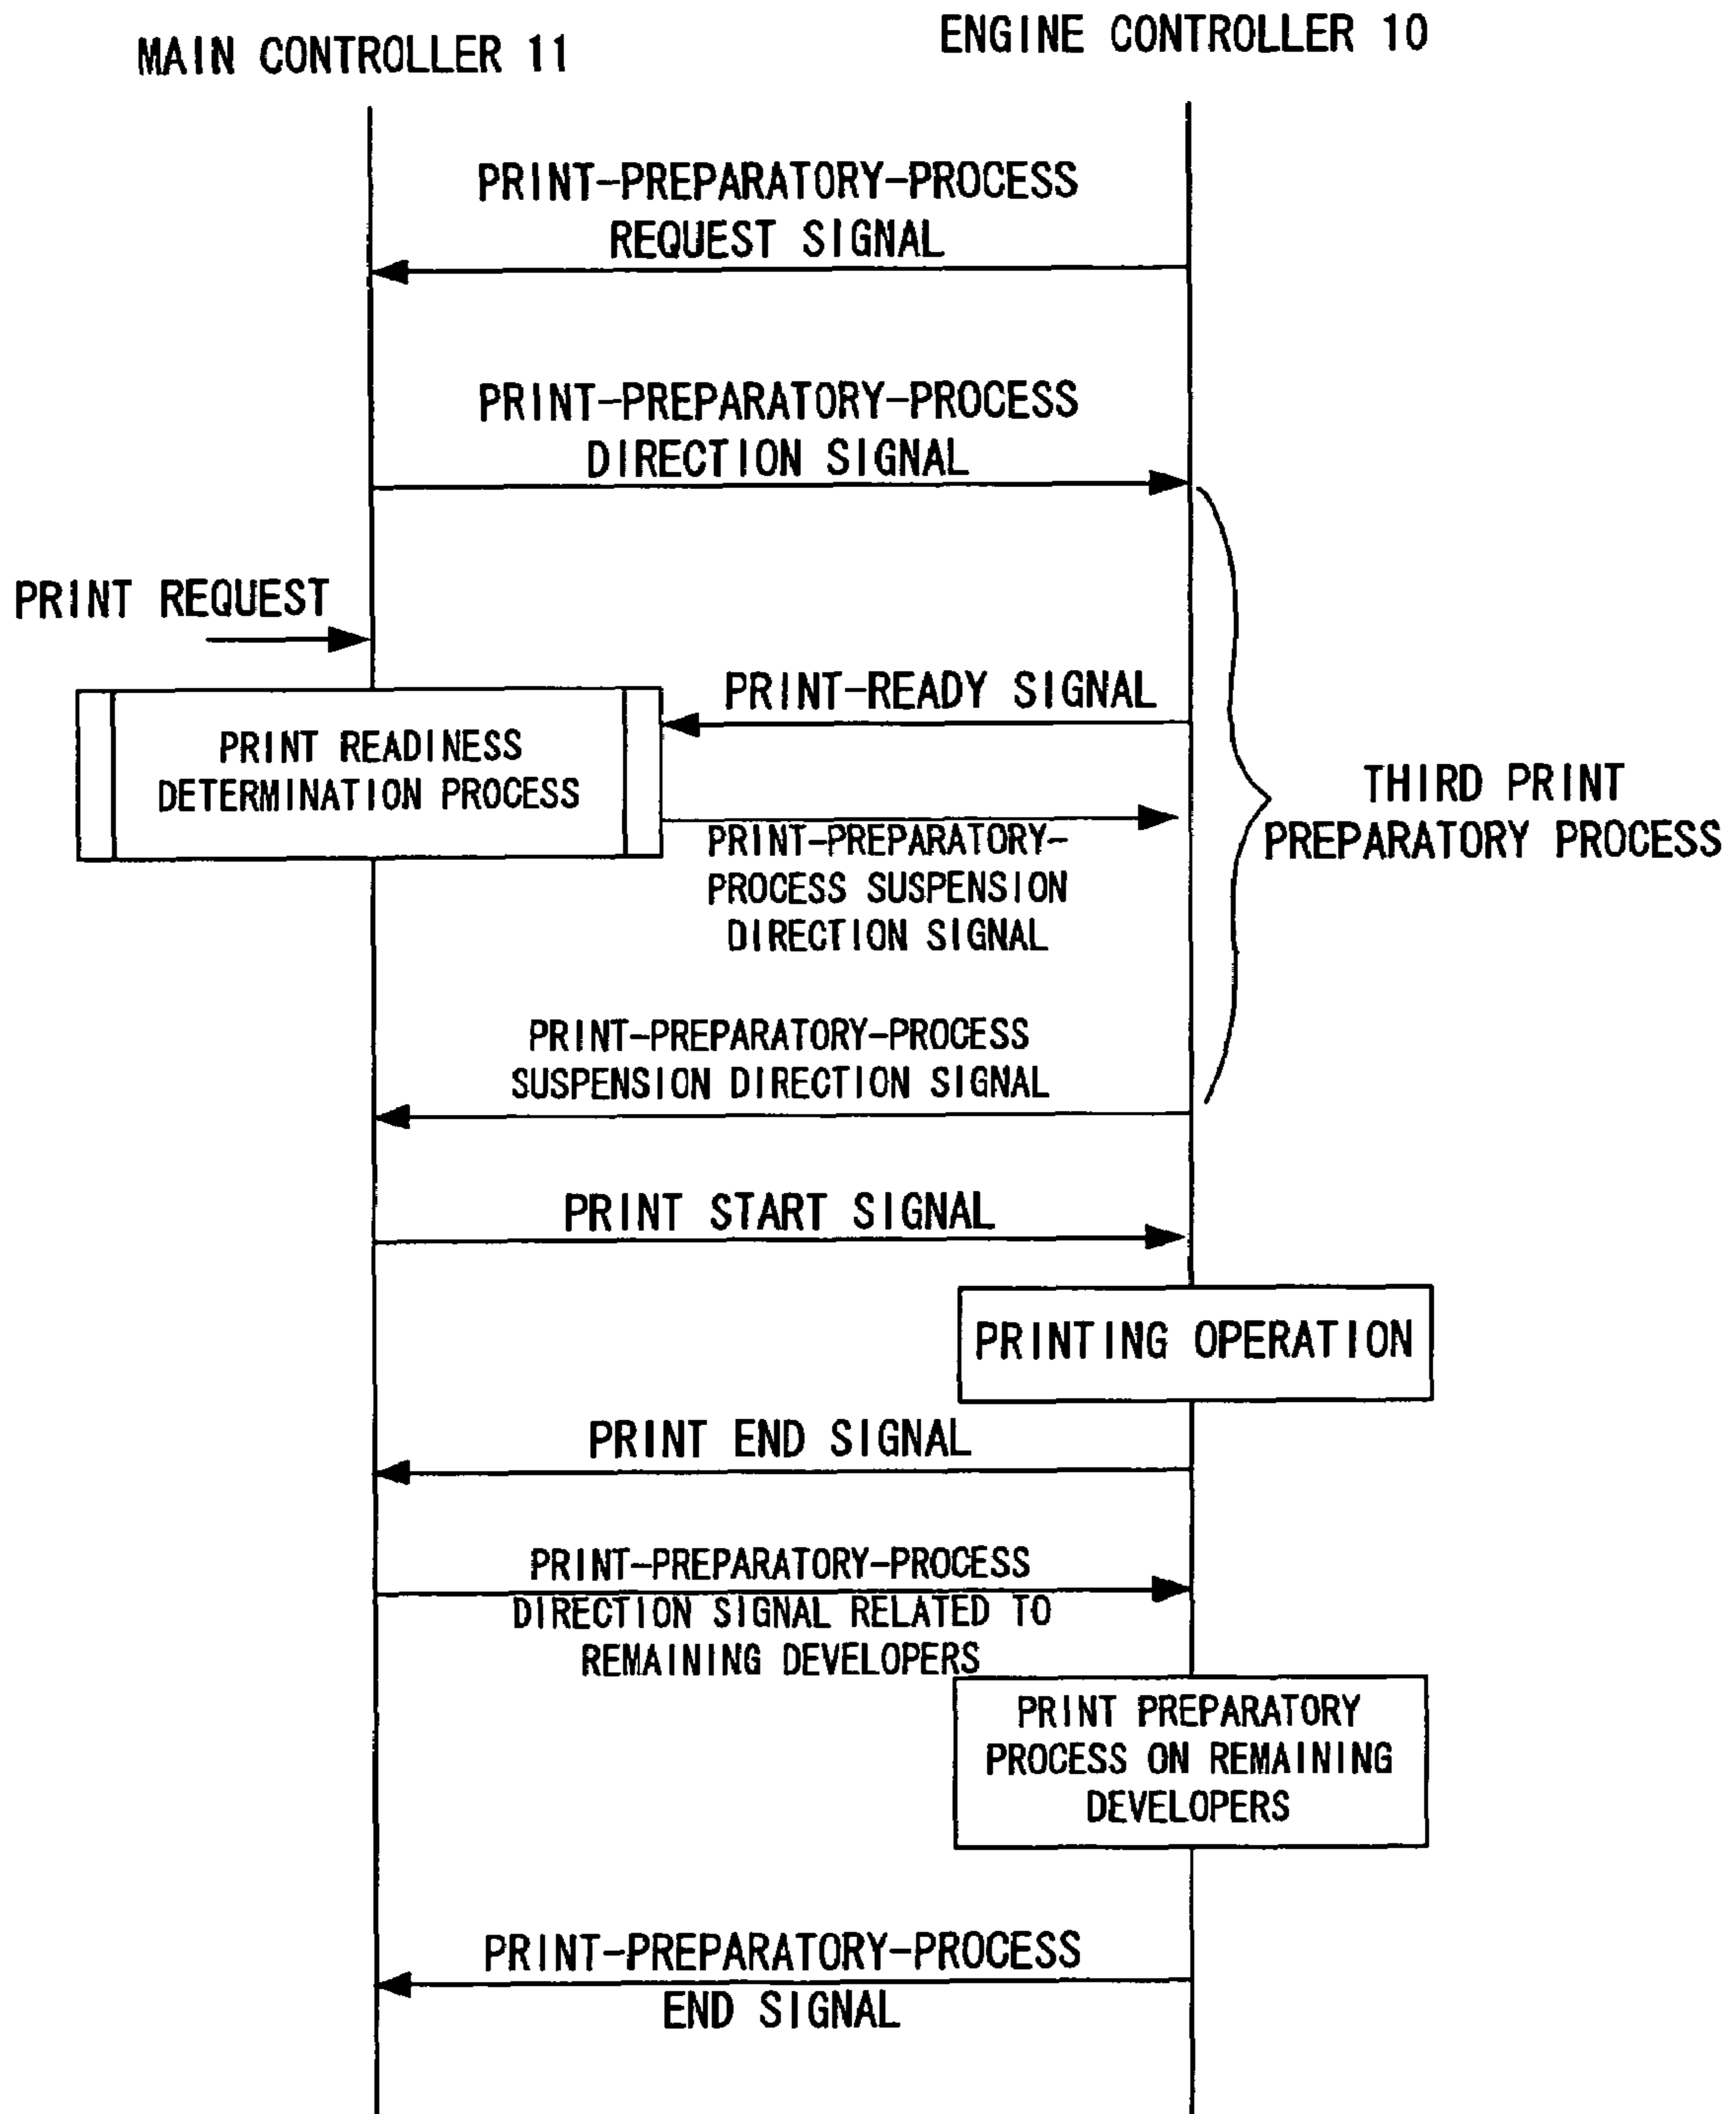 MAIN CONTROLLER 11
ENGINE CONTROLLER 10
PRINT-PREPARATORY-PROCESS
REQUEST SIGNAL
PRINT-PREPARATORY-PROCESS
DIRECTION SIGNAL
PRINT REQUEST
PRINT-READY SIGNAL
PRINT READINESS
DETERMINATION PROCESS
THIRD PRINT
PREPARATORY PROCESS
PRINT-PREPARATORY-
PROCESS SUSPENSION
DIRECTION SIGNAL
PRINT-PREPARATORY-PROCESS
SUSPENSION DIRECTION SIGNAL
PRINT START SIGNAL
PRINTING OPERATION
PRINT END SIGNAL
PRINT-PREPARATORY-PROCESS
DIRECTION SIGNAL RELATED TO
REMAINING DEVELOPERS
PRINT PREPARATORY
PROCESS ON REMAINING
DEVELOPERS
PRINT-PREPARATORY-PROCESS
END SIGNAL